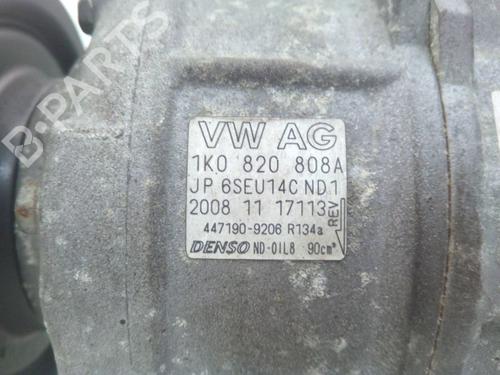 VW AG
1K0 820 808A
JP 6SEU14C ND1
2008 11 17113
REV
447190-9206 R134a
DENSO ND-OIL8 90cm³
B-PARTS